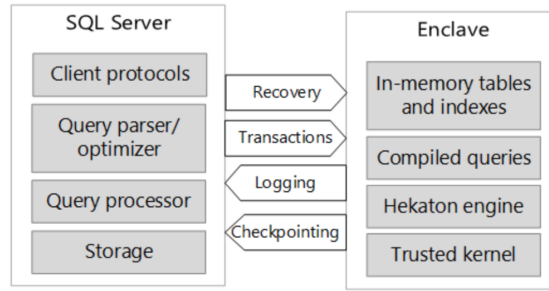 SQL Server
Client protocols
Query parser/
optimizer
Query processor
Storage
Recovery
Transactions
Logging
Checkpointing
Enclave
In-memory tables
and indexes
Compiled queries
Hekaton engine
Trusted kernel